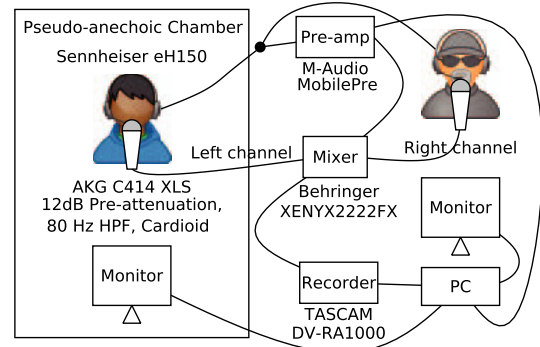 Pseudo-anechoic Chamber
Sennheiser eH150
Pre-amp
M-Audio
MobilePre
Left channel
Mixer
Right channel
AKG C414 XLS
12dB Pre-attenuation,
80 Hz HPF, Cardioid
Behringer
XENYX2222FX
Monitor
Monitor
Recorder
PC
TASCAM
DV-RA1000